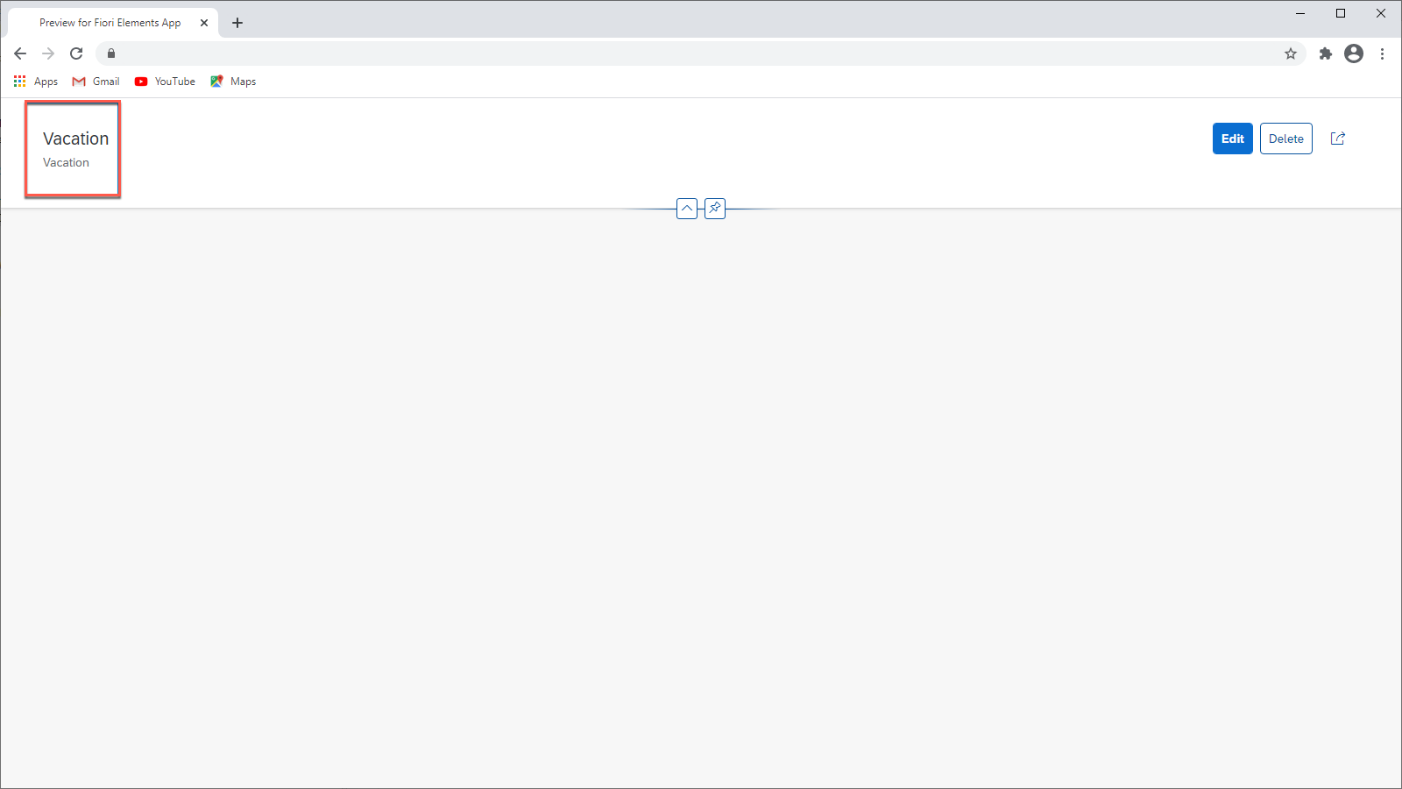 Preview for Fiori Elements App
Apps Gmail YouTube Maps
Vacation
Vacation
Edit Delete